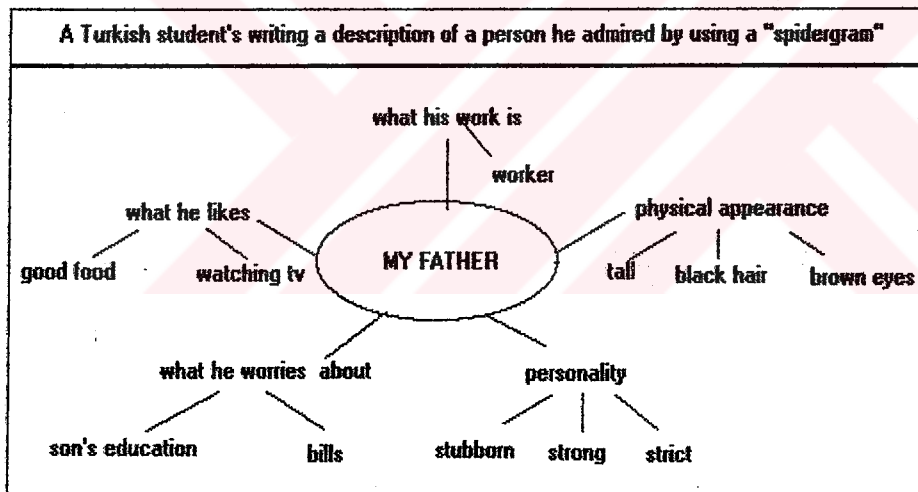 A Turkish student's writing a description of a person he admired by using a "spidergram"
what his work is
worker
what he likes
physical appearance
good food
watching tv
MY FATHER
tall
black hair
brown eyes
what he worries about
personality
son's education
bills
stubborn
strong
strict